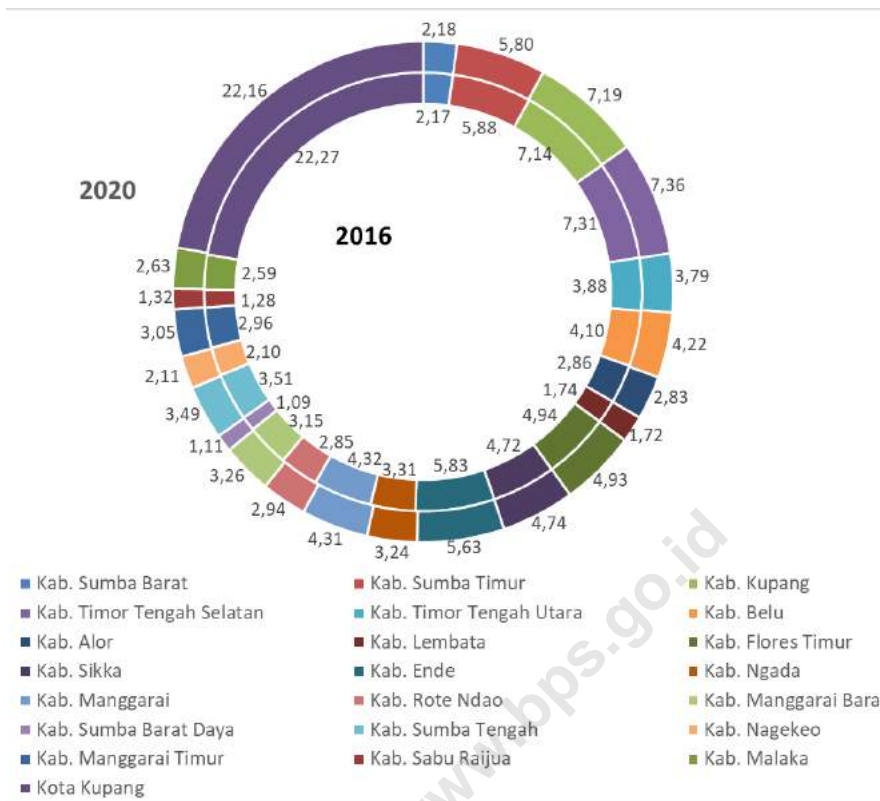 2,18
5,80
22,16
7,19
2,17
5,88
7,14
22,27
2020
7,36
7,31
2016
2,63
2,59
3,88
3,79
1,32
1,28
3,05
2,96
4,10
4,22
2,11
2,10
2,86
2,83
3,49
3,51
1,74
1,72
1,11
1,09
3,15
4,94
4,93
3,26
2,85
4,72
2,94
4,32
3,31
5,83
4,74
4,31
3,24
5,63
Kab. Sumba Barat
Kab. Sumba Timur
Kab. Kupang
Kab. Timor Tengah Selatan
Kab. Timor Tengah Utara
Kab. Belu
Kab. Alor
Kab. Lembata
Kab. Flores Timur
Kab. Sikka
Kab. Ende
Kab. Ngada
Kab. Manggarai
Kab. Rote Ndao
Kab. Manggarai Bara
Kab. Sumba Barat Daya
Kab. Sumba Tengah
Kab. Nagekeo
Kab. Manggarai Timur
Kab. Sabu Raijua
Kab. Malaka
Kota Kupang
www.bps.go.id